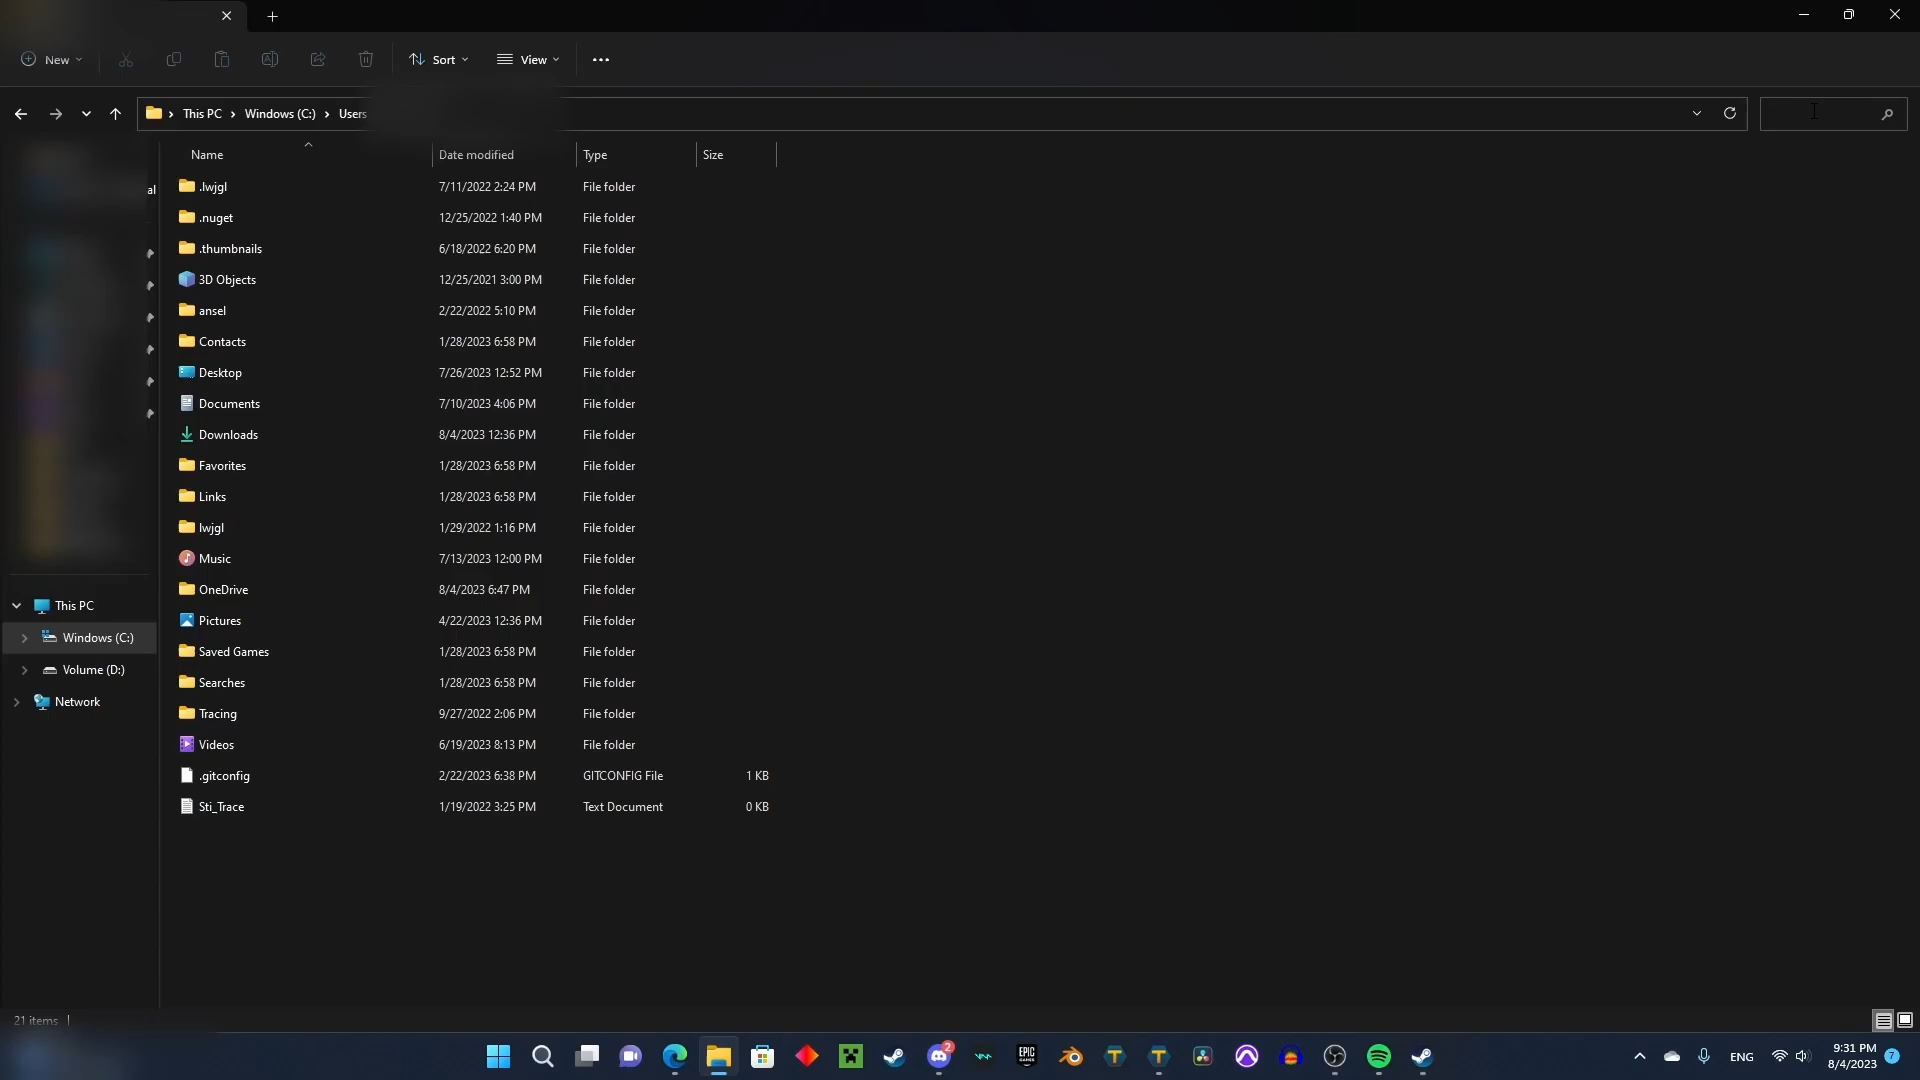 New Sort View
This PC Windows (C:) Users
Name Date modified Type Size
al
.lwjgl 7/11/2022 2:24 PM File folder
.nuget 12/25/2022 1:40 PM File folder
.thumbnails 6/18/2022 6:20 PM File folder
3D Objects 12/25/2021 3:00 PM File folder
ansel 2/22/2022 5:10 PM File folder
Contacts 1/28/2023 6:58 PM File folder
Desktop 7/26/2023 12:52 PM File folder
Documents 7/10/2023 4:06 PM File folder
Downloads 8/4/2023 12:36 PM File folder
Favorites 1/28/2023 6:58 PM File folder
Links 1/28/2023 6:58 PM File folder
lwjgl 1/29/2022 1:16 PM File folder
Music 7/13/2023 12:00 PM File folder
OneDrive 8/4/2023 6:47 PM File folder
Pictures 4/22/2023 12:36 PM File folder
Saved Games 1/28/2023 6:58 PM File folder
Searches 1/28/2023 6:58 PM File folder
Tracing 9/27/2022 2:06 PM File folder
Videos 6/19/2023 8:13 PM File folder
.gitconfig 2/22/2023 6:38 PM GITCONFIG File 1 KB
Sti_Trace 1/19/2022 3:25 PM Text Document 0 KB
This PC
Windows (C:)
Volume (D:)
Network
21 items
2
EPIC GAMES
ENG
9:31 PM
8/4/2023
7